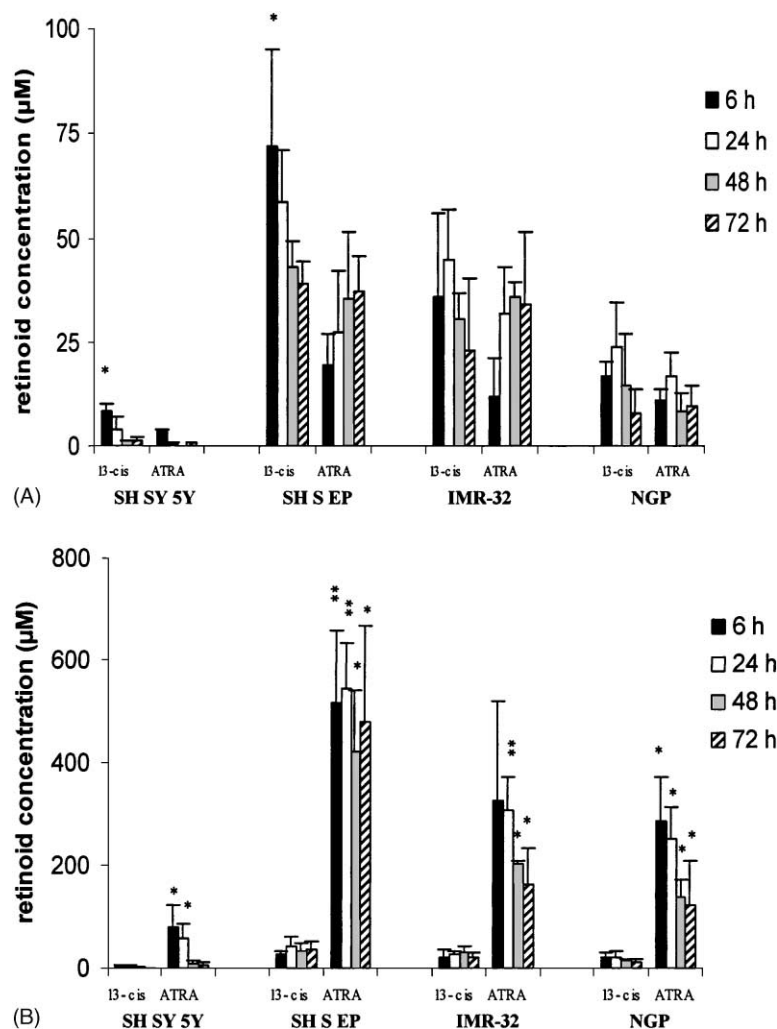 100
75
50
25
0
retinoid concentration (μM)
*
*
6 h
24 h
48 h
72 h
13-cis ATRA 13-cis ATRA 13-cis ATRA 13-cis ATRA
(A) SH SY 5Y SH S EP IMR-32 NGP
800
600
400
200
0
retinoid concentration (μM)
* * ** ** * * ** * * * * * *
6 h
24 h
48 h
72 h
13-cis ATRA 13-cis ATRA 13-cis ATRA 13-cis ATRA
(B) SH SY 5Y SH S EP IMR-32 NGP